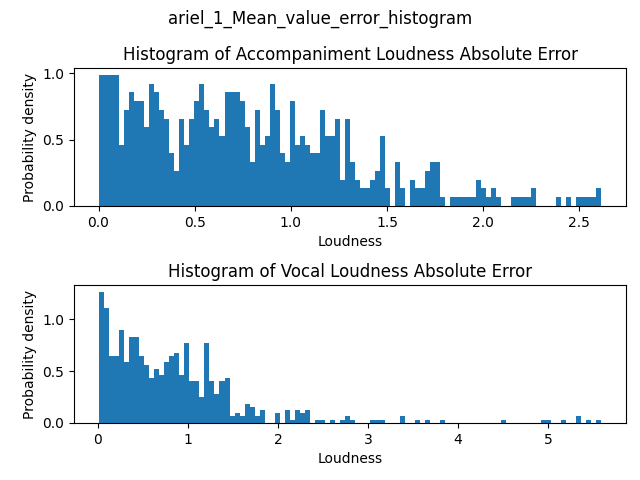 ariel_1_Mean_value_error_histogram
Histogram of Accompaniment Loudness Absolute Error
Probability density
1.0
0.5
0.0
0.0 0.5 1.0 1.5 2.0 2.5
Loudness
Histogram of Vocal Loudness Absolute Error
Probability density
1.0
0.5
0.0
0 1 2 3 4 5
Loudness